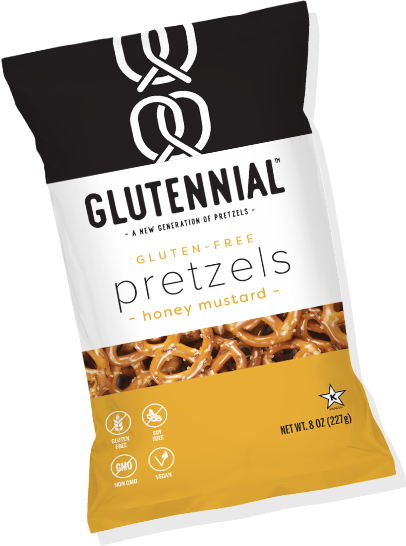 GLUTENNIAL™
- A NEW GENERATION OF PRETZELS -
GLUTEN-FREE
pretzels
- honey mustard -
GLUTEN
FREE
SOY
FREE
GMO
NON GMO
VEGAN
K
NET WT. 8 OZ (227g)